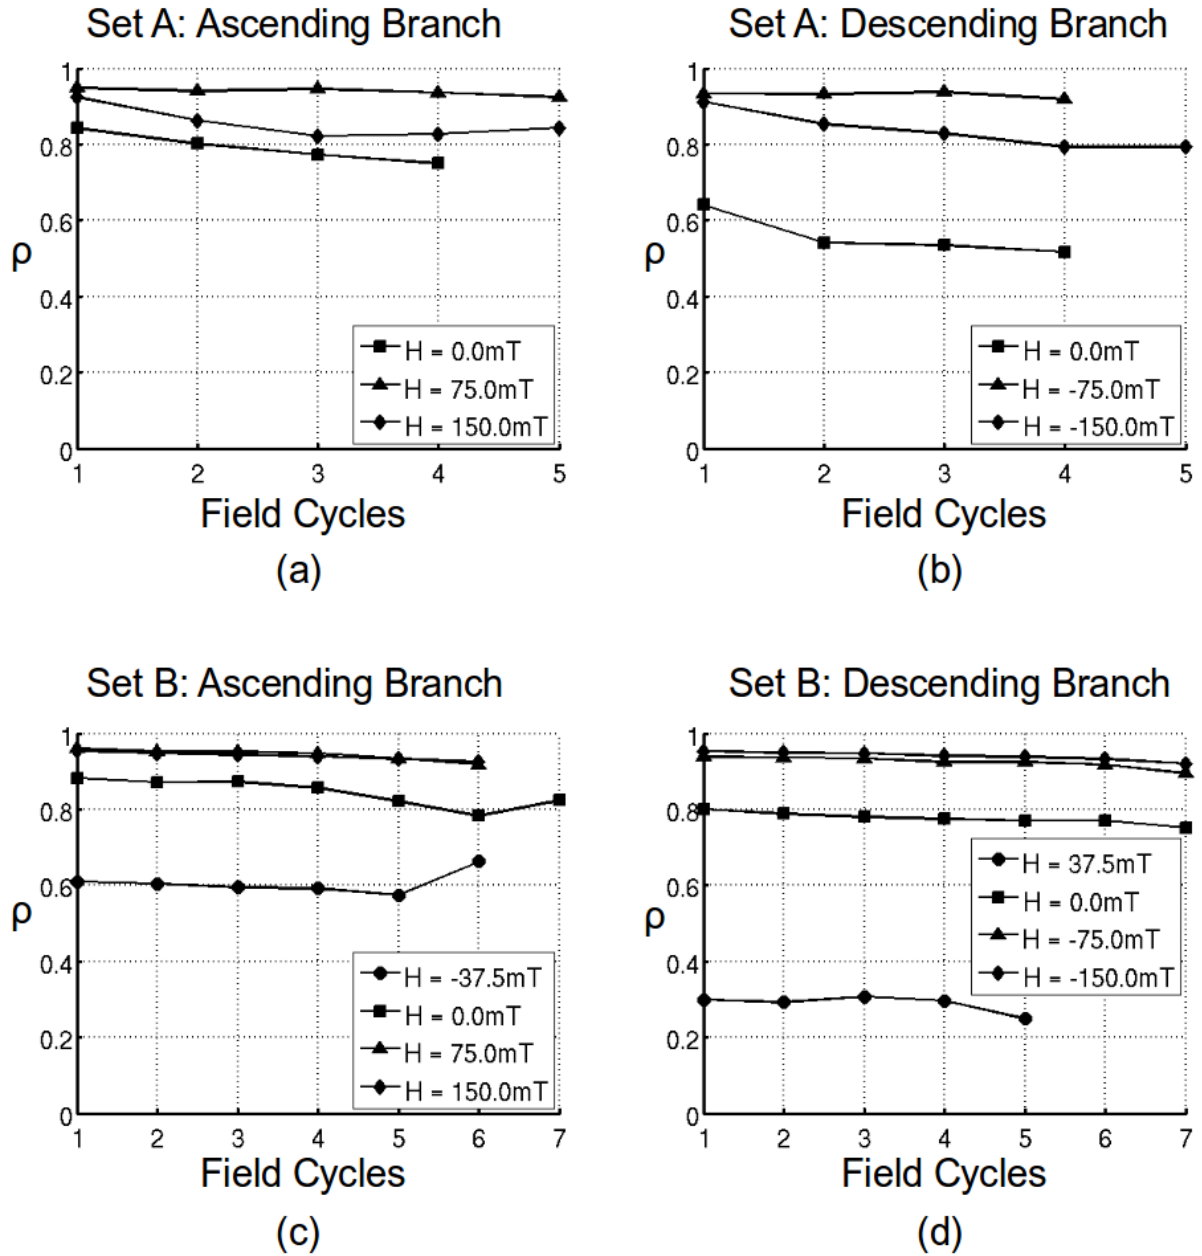 Set A: Ascending Branch
1
0.8
0.6
ρ
0.4
0.2
0
H = 0.0mT
H = 75.0mT
H = 150.0mT
1 2 3 4 5
Field Cycles
(a)
Set A: Descending Branch
1
0.8
0.6
ρ
0.4
0.2
0
H = 0.0mT
H = -75.0mT
H = -150.0mT
1 2 3 4 5
Field Cycles
(b)
Set B: Ascending Branch
1
0.8
0.6
ρ
0.4
0.2
0
H = -37.5mT
H = 0.0mT
H = 75.0mT
H = 150.0mT
1 2 3 4 5 6 7
Field Cycles
(c)
Set B: Descending Branch
1
0.8
0.6
ρ
0.4
0.2
0
H = 37.5mT
H = 0.0mT
H = -75.0mT
H = -150.0mT
1 2 3 4 5 6 7
Field Cycles
(d)